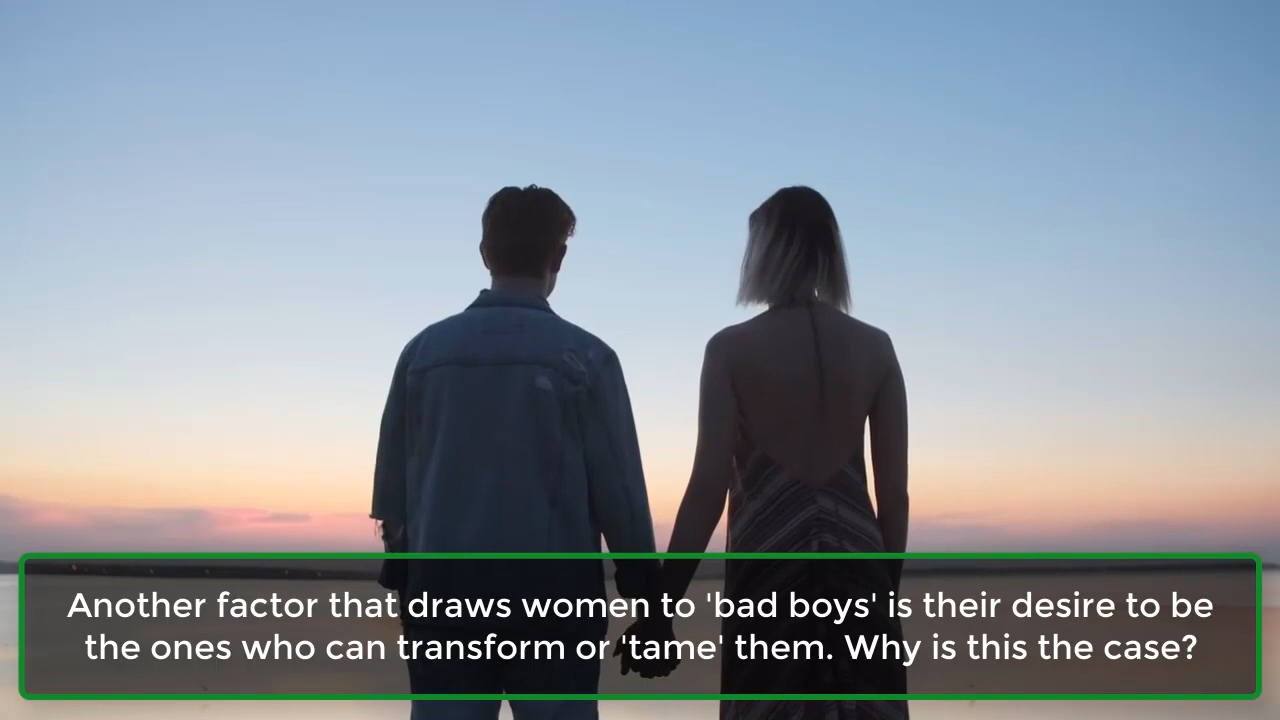 Another factor that draws women to 'bad boys' is their desire to be
the ones who can transform or 'tame' them. Why is this the case?